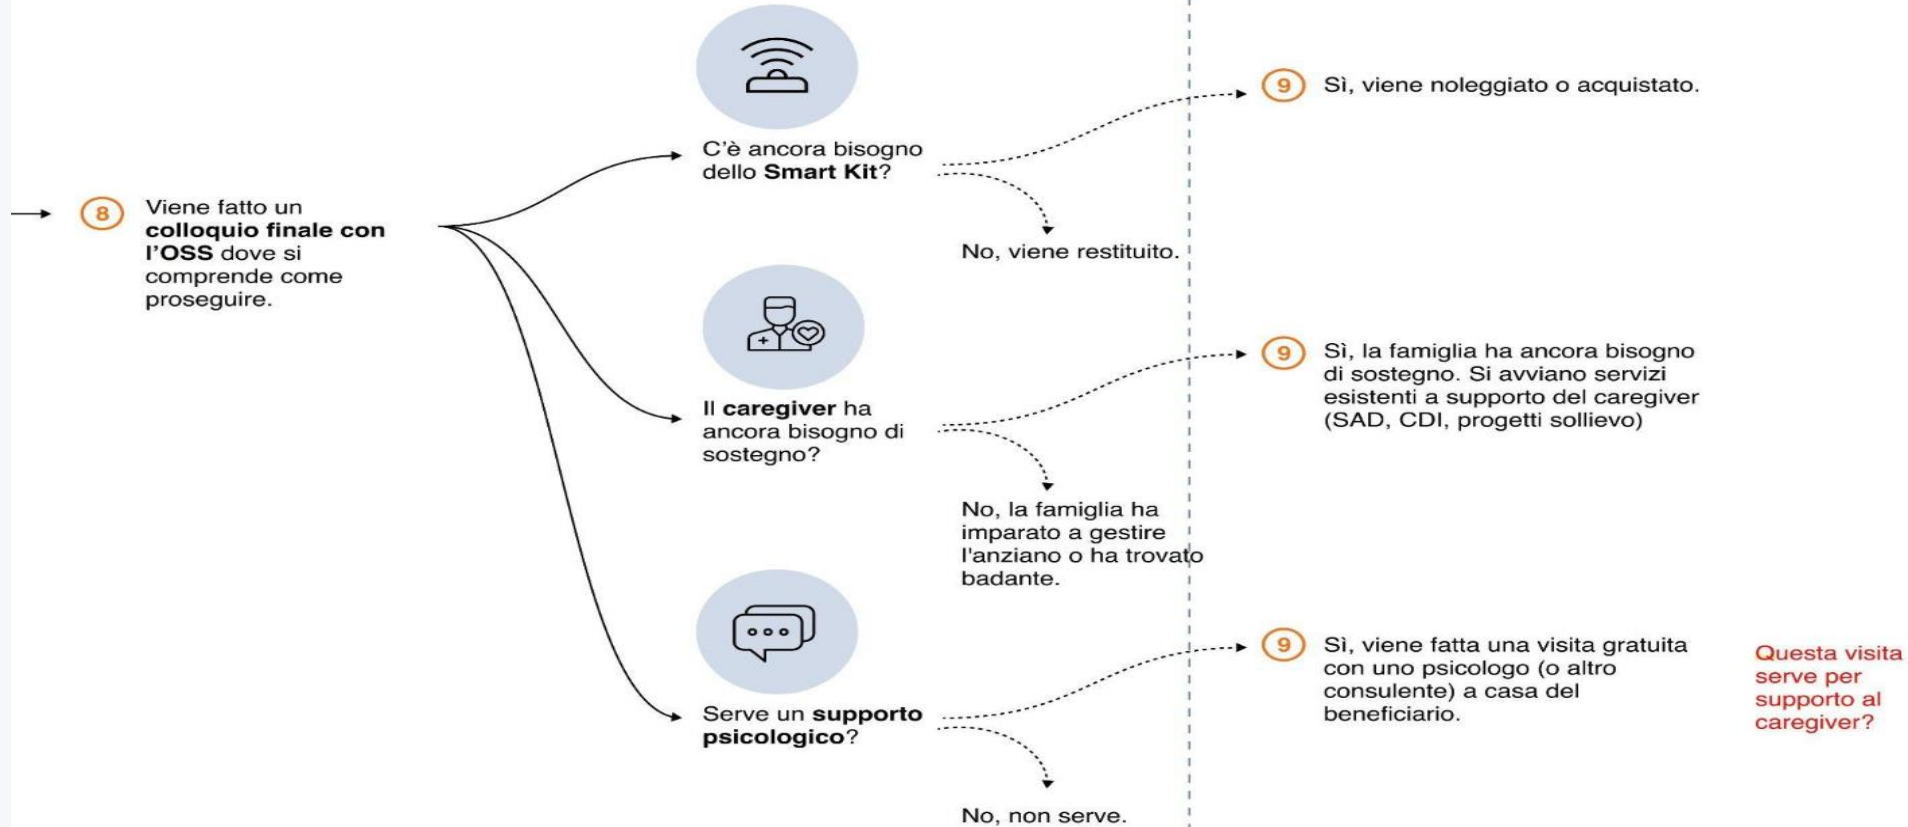 8
Viene fatto un
colloquio finale con
l'OSS dove si
comprende come
proseguire.
C'è ancora bisogno
dello Smart Kit?
9
Sì, viene noleggiato o acquistato.
No, viene restituito.
Il caregiver ha
ancora bisogno di
sostegno?
9
Sì, la famiglia ha ancora bisogno
di sostegno. Si avviano servizi
esistenti a supporto del caregiver
(SAD, CDI, progetti sollievo)
No, la famiglia ha
imparato a gestire
l'anziano o ha trovato
badante.
Serve un supporto
psicologico?
9
Sì, viene fatta una visita gratuita
con uno psicologo (o altro
consulente) a casa del
beneficiario.
Questa visita
serve per
supporto al
caregiver?
No, non serve.